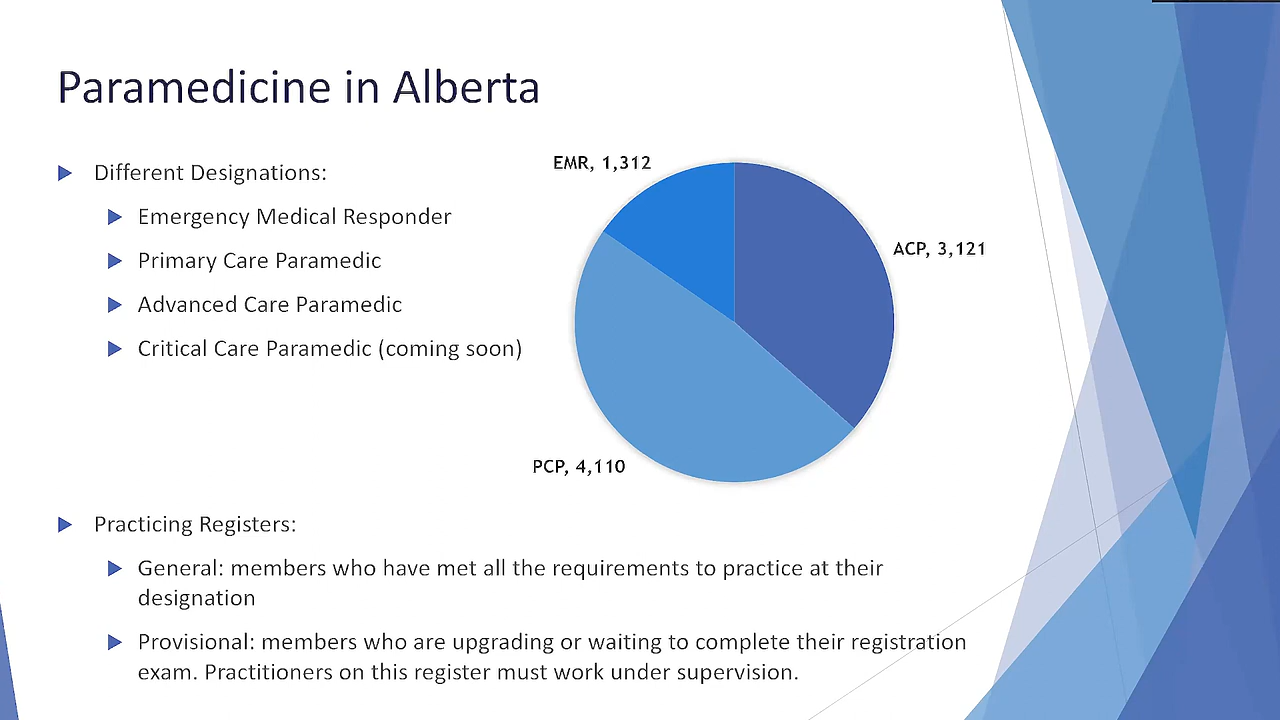 Paramedicine in Alberta
Different Designations:
Emergency Medical Responder
Primary Care Paramedic
Advanced Care Paramedic
Critical Care Paramedic (coming soon)
EMR, 1,312
ACP, 3,121
PCP, 4,110
Practicing Registers:
General: members who have met all the requirements to practice at their
designation
Provisional: members who are upgrading or waiting to complete their registration
exam. Practitioners on this register must work under supervision.